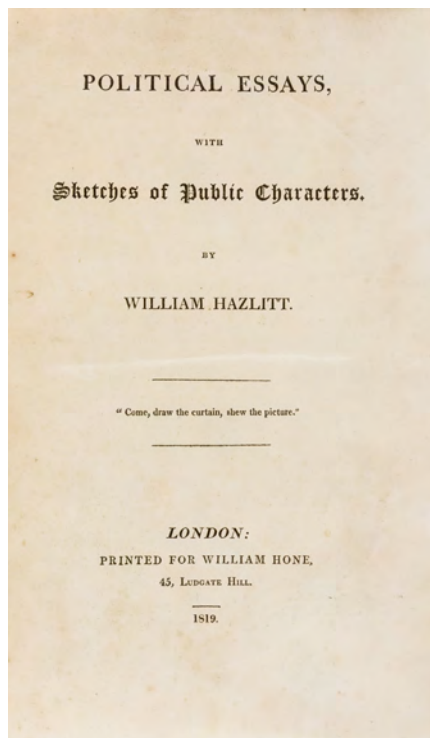 POLITICAL ESSAYS,
WITH
Sketches of Public Characters.
BY
WILLIAM HAZLITT.
" Come, draw the curtain, shew the picture."
LONDON:
PRINTED FOR WILLIAM HONE,
45, LUDGATE HILL.
1819.